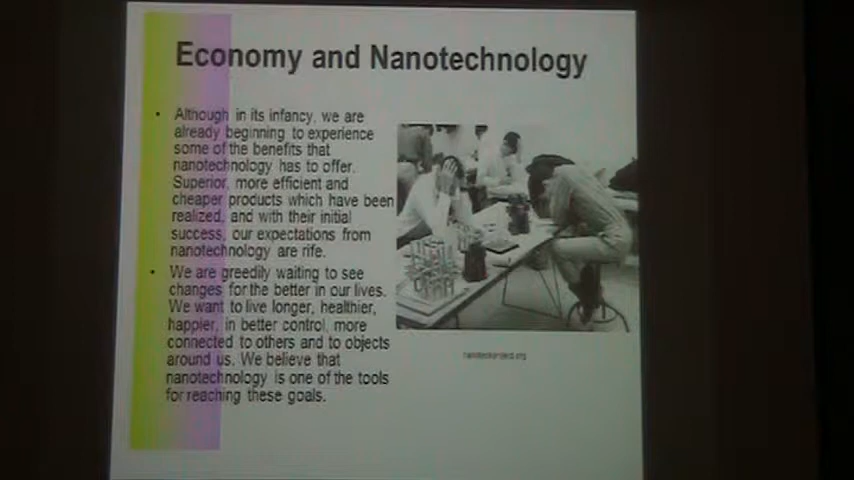 Economy and Nanotechnology
• Although in its infancy, we are
already beginning to experience
some of the benefits that
nanotechnology has to offer.
Superior, more efficient and
cheaper products which have been
realized, and with their initial
success, our expectations from
nanotechnology are rife.
• We are greedily waiting to see
changes for the better in our lives.
We want to live longer, healthier,
happier, in better control, more
connected to others and to objects
around us. We believe that
nanotechnology is one of the tools
for reaching these goals.